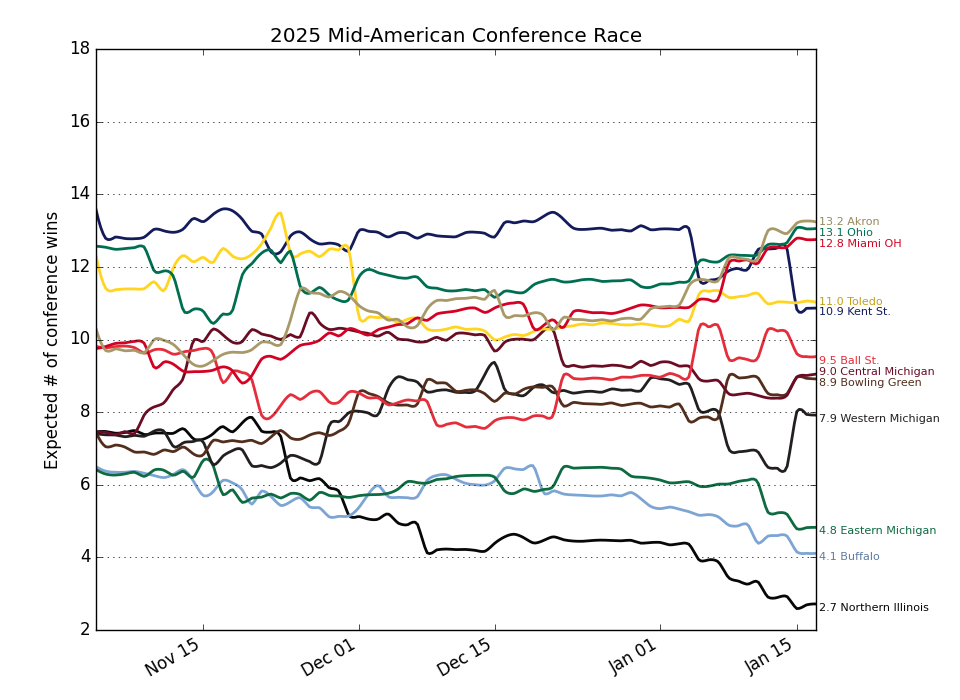 2025 Mid-American Conference Race
Expected # of conference wins
18
16
14
12
10
8
6
4
2
13.2 Akron
13.1 Ohio
12.8 Miami OH
11.0 Toledo
10.9 Kent St.
9.5 Ball St.
9.0 Central Michigan
8.9 Bowling Green
7.9 Western Michigan
4.8 Eastern Michigan
4.1 Buffalo
2.7 Northern Illinois
Nov 15
Dec 01
Dec 15
Jan 01
Jan 15